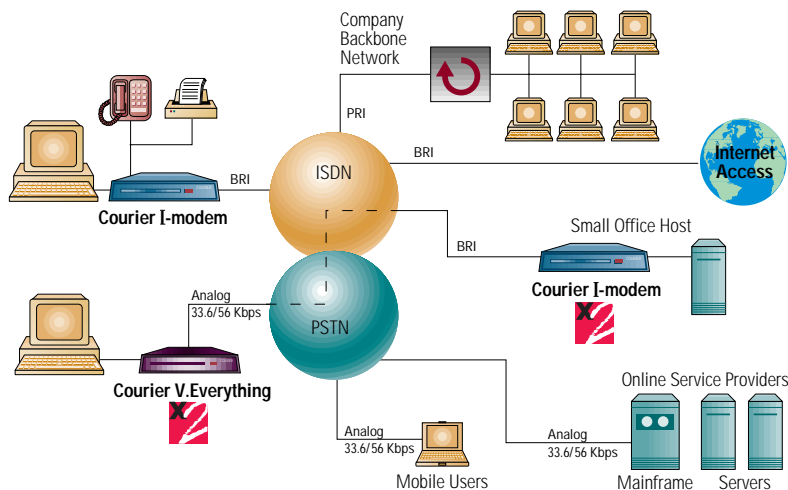 Company
Backbone
Network
PRI
BRI
ISDN
BRI
Internet
Access
Courier I-modem
Small Office Host
BRI
Courier I-modem
x2
Analog
33.6/56 Kbps
PSTN
Courier V.Everything
x2
Online Service Providers
Analog
33.6/56 Kbps
Mobile Users
Analog
33.6/56 Kbps
Mainframe
Servers